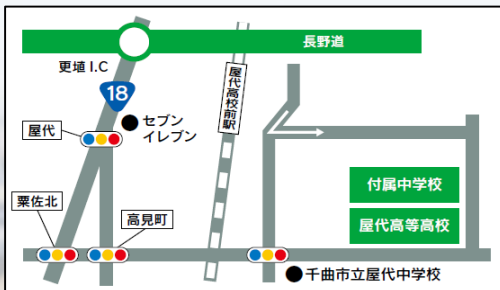 長野道
更埴 I.C
18
セブン
イレブン
屋代高校前駅
屋代
付属中学校
粟佐北
高見町
屋代高等高校
千曲市立屋代中学校